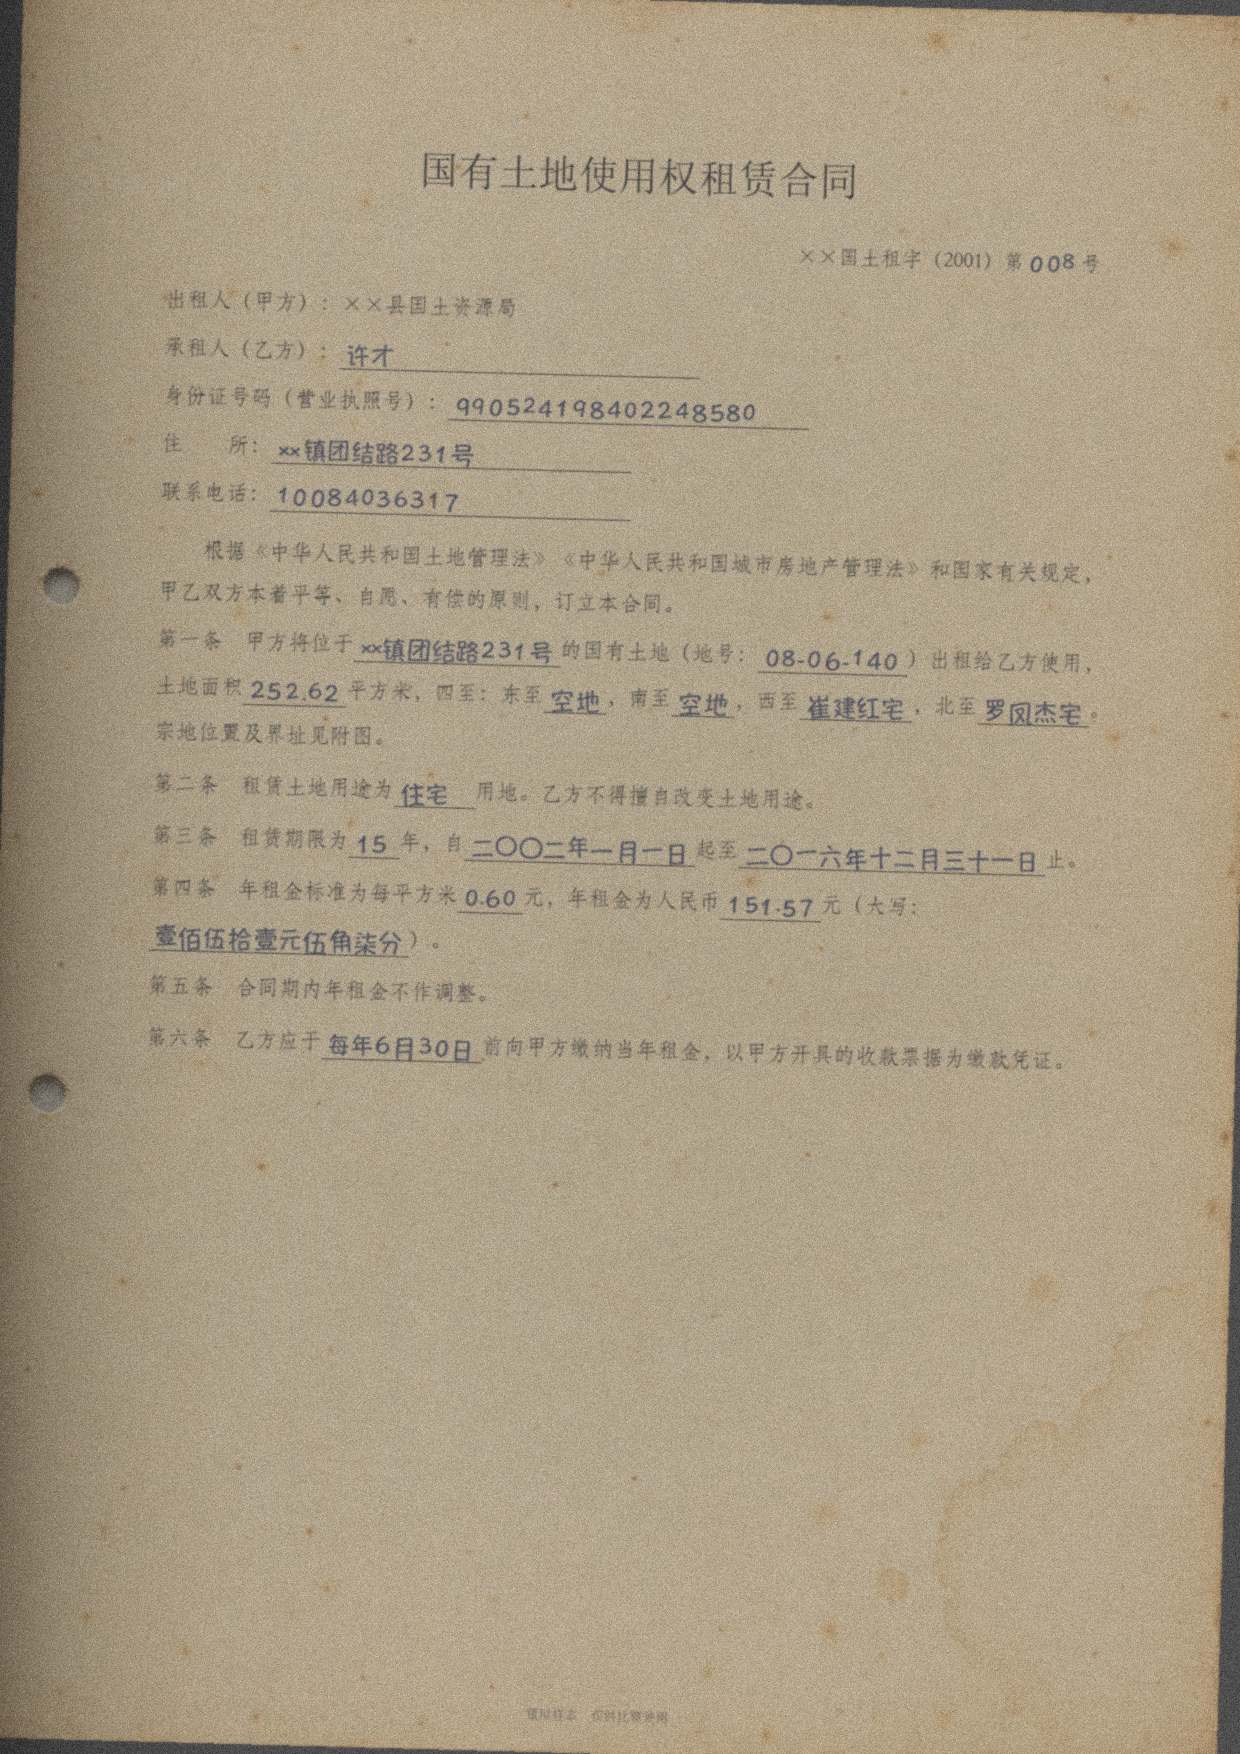 国有土地使用权租赁合同
××国土租字（2001）第008号
出租人（甲方）：××县国土资源局
承租人（乙方）：许才
身份证号码（营业执照号）：990524198402248580
住　　所：××镇团结路231号
联系电话：10084036317
根据《中华人民共和国土地管理法》《中华人民共和国城市房地产管理法》和国家有关规定，
甲乙双方本着平等、自愿、有偿的原则，订立本合同。
第一条　甲方将位于××镇团结路231号的国有土地（地号：08-06-140）出租给乙方使用，
土地面积252.62平方米，四至：东至空地，南至空地，西至崔建红宅，北至罗凤杰宅。
宗地位置及界址见附图。
第二条　租赁土地用途为住宅用地。乙方不得擅自改变土地用途。
第三条　租赁期限为15年，自二〇〇二年一月一日起至二〇一六年十二月三十一日止。
第四条　年租金标准为每平方米0.60元，年租金为人民币151.57元（大写：
壹佰伍拾壹元伍角柒分）。
第五条　合同期内年租金不作调整。
第六条　乙方应于每年6月30日前向甲方缴纳当年租金，以甲方开具的收款票据为缴款凭证。